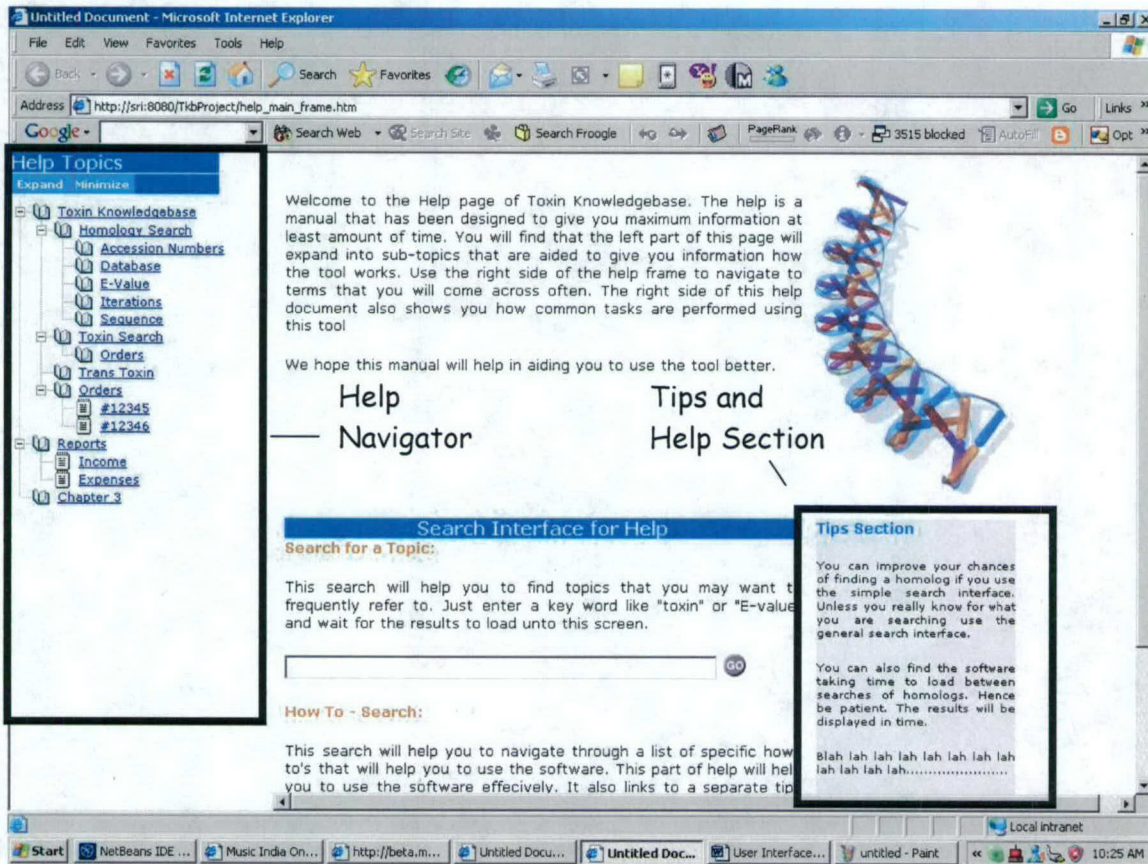 Untitled Document - Microsoft Internet Explorer
File Edit View Favorites Tools Help
Back Search Favorites
Address http://sri:8080/TkbProject/help_main_frame.htm Go Links »
Google Search Web Search Site Search Froogle PageRank 3515 blocked AutoFill Opt »
Help Topics
Expand Minimize
Toxin Knowledgebase
Homology Search
Accession Numbers
Database
E-Value
Iterations
Sequence
Toxin Search
Orders
Trans Toxin
Orders
#12345
#12346
Reports
Income
Expenses
Chapter 3
Welcome to the Help page of Toxin Knowledgebase. The help is a
manual that has been designed to give you maximum information at
least amount of time. You will find that the left part of this page will
expand into sub-topics that are aided to give you information how
the tool works. Use the right side of the help frame to navigate to
terms that you will come across often. The right side of this help
document also shows you how common tasks are performed using
this tool
We hope this manual will help in aiding you to use the tool better.
Help
Navigator
Tips and
Help Section
Search Interface for Help
Search for a Topic:
This search will help you to find topics that you may want t
frequently refer to. Just enter a key word like "toxin" or "E-value
and wait for the results to load unto this screen.
GO
How To - Search:
This search will help you to navigate through a list of specific how
to's that will help you to use the software. This part of help will hel
you to use the software effecively. It also links to a separate tip
Tips Section
You can improve your chances
of finding a homolog if you use
the simple search interface.
Unless you really know for what
you are searching use the
general search interface.
You can also find the software
taking time to load between
searches of homologs. Hence
be patient. The results will be
displayed in time.
Blah lah lah lah lah lah lah lah
lah lah lah lah........................
Local intranet
Start NetBeans IDE ... Music India On... http://beta.m... Untitled Docu... Untitled Doc... User Interface... untitled - Paint « 10:25 AM